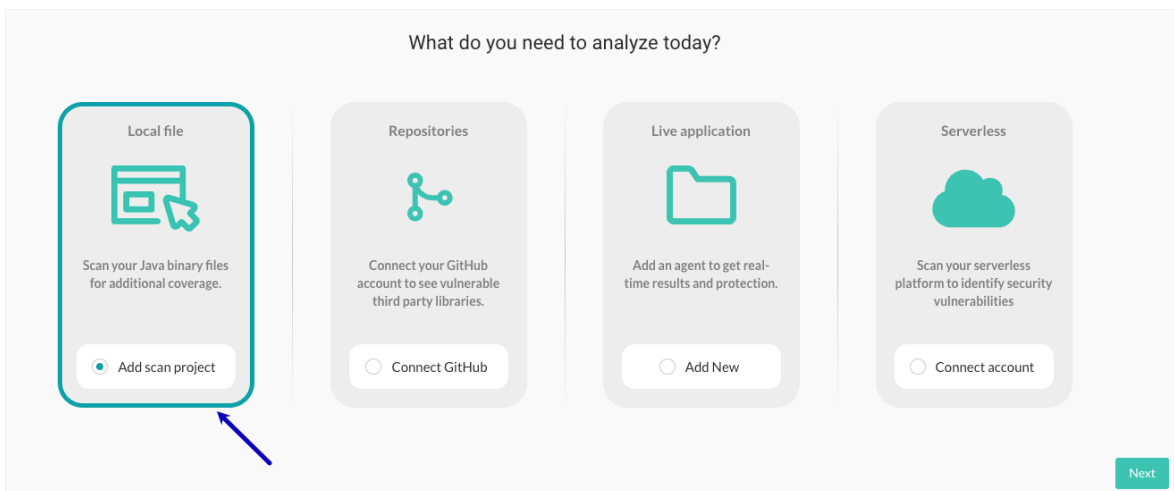 What do you need to analyze today?
Local file
Scan your Java binary files
for additional coverage.
Add scan project
Repositories
Connect your GitHub
account to see vulnerable
third party libraries.
Connect GitHub
Live application
Add an agent to get real-
time results and protection.
Add New
Serverless
Scan your serverless
platform to identify security
vulnerabilities
Connect account
Next